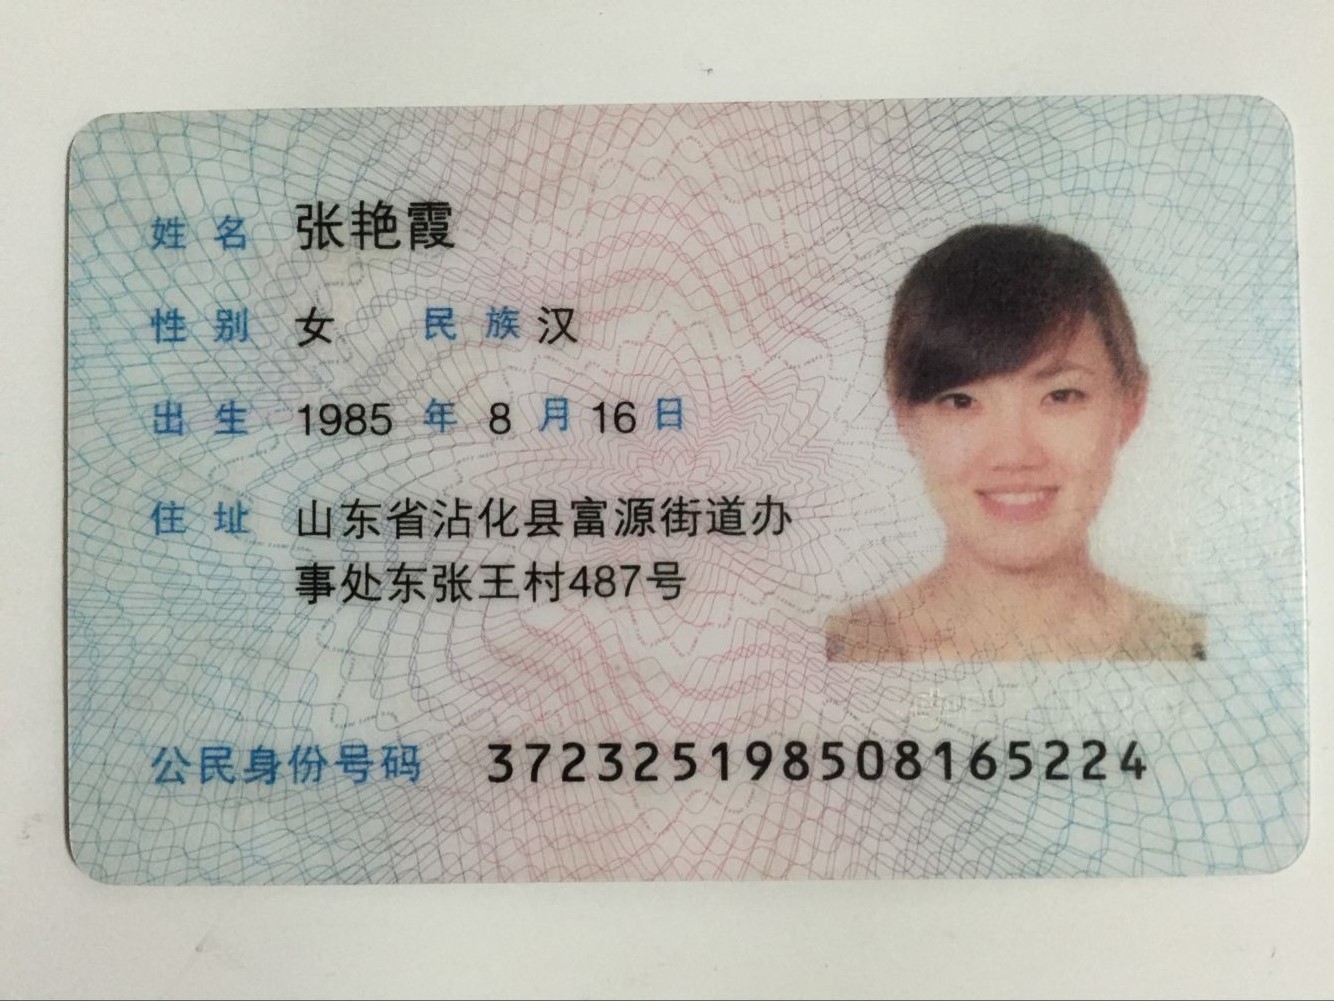 姓名 张艳霞
性别 女 民族 汉
出生 1985 年 8 月 16 日
住址 山东省沾化县富源街道办
事处东张王村487号
公民身份号码 372325198508165224